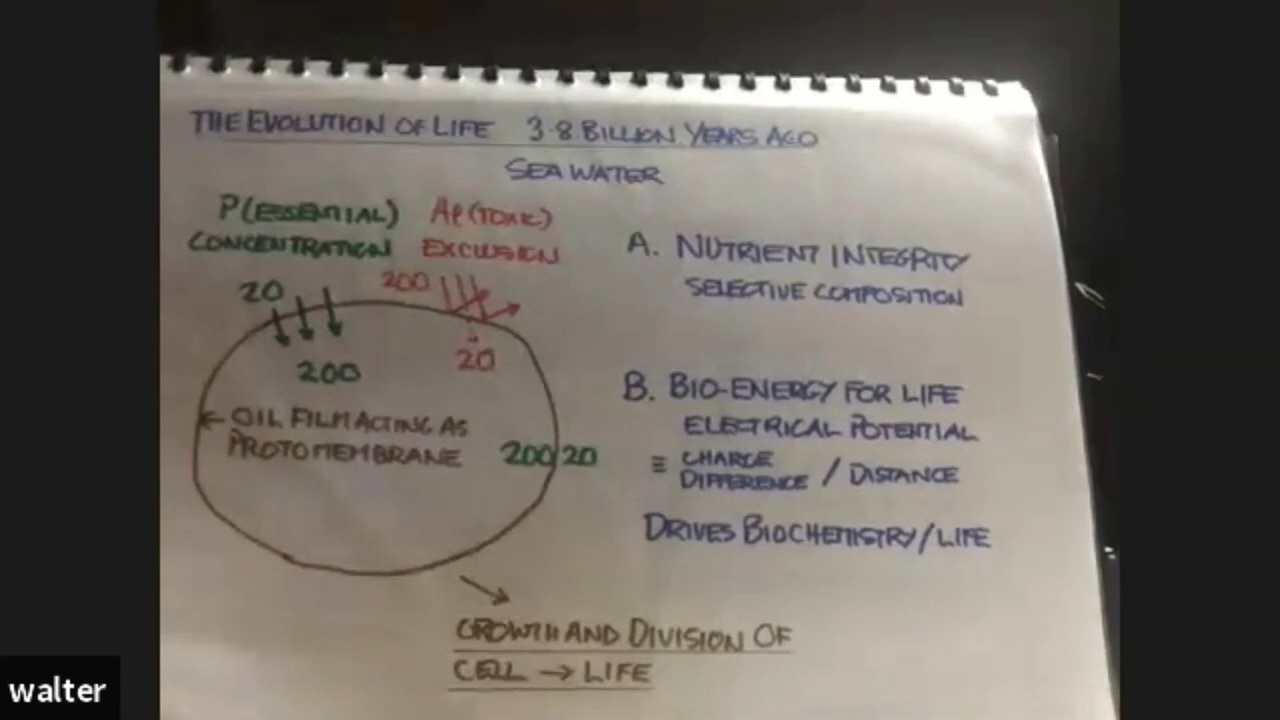 THE EVOLUTION OF LIFE 3·8 BILLION YEARS AGO
SEA WATER
P(ESSENTIAL) Al(TOXIC)
CONCENTRATION EXCLUSION
20 200
200 20
← OIL FILM ACTING AS
PROTOMEMBRANE 200 20
A. NUTRIENT INTEGRITY
SELECTIVE COMPOSITION
B. BIO-ENERGY FOR LIFE
ELECTRICAL POTENTIAL
≡ CHARGE
DIFFERENCE / DISTANCE
DRIVES BIOCHEMISTRY/LIFE
GROWTH AND DIVISION OF
CELL → LIFE
walter